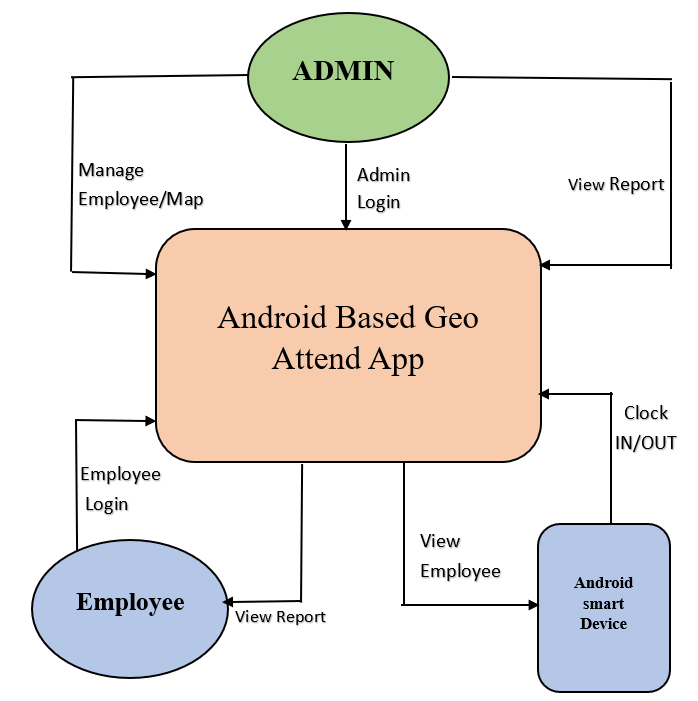 ADMIN
Manage
Employee/Map
Admin
Login
View Report
Android Based Geo
Attend App
Clock
IN/OUT
Employee
Login
View
Employee
Employee
View Report
Android
smart
Device